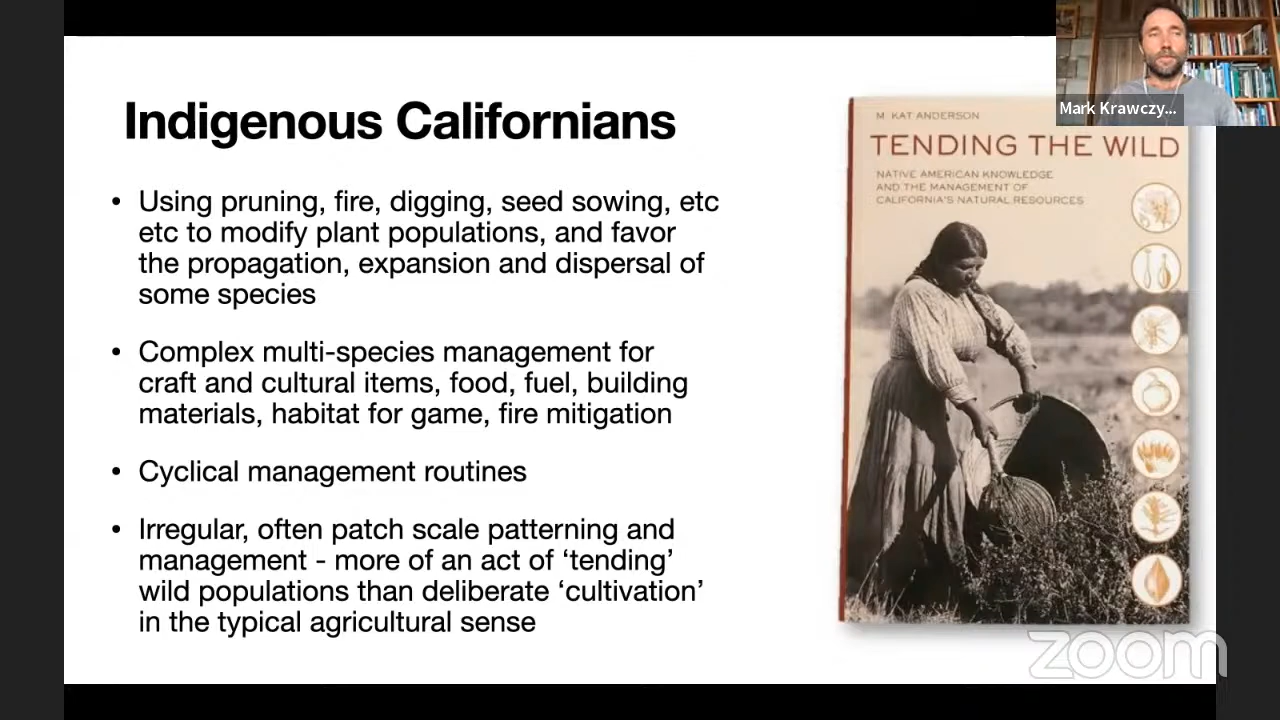 Indigenous Californians
• Using pruning, fire, digging, seed sowing, etc
etc to modify plant populations, and favor
the propagation, expansion and dispersal of
some species
• Complex multi-species management for
craft and cultural items, food, fuel, building
materials, habitat for game, fire mitigation
• Cyclical management routines
• Irregular, often patch scale patterning and
management - more of an act of ‘tending’
wild populations than deliberate ‘cultivation’
in the typical agricultural sense
M KAT ANDERSON
TENDING THE WILD
NATIVE AMERICAN KNOWLEDGE
AND THE MANAGEMENT OF
CALIFORNIA'S NATURAL RESOURCES
Mark Krawczy...
zoom